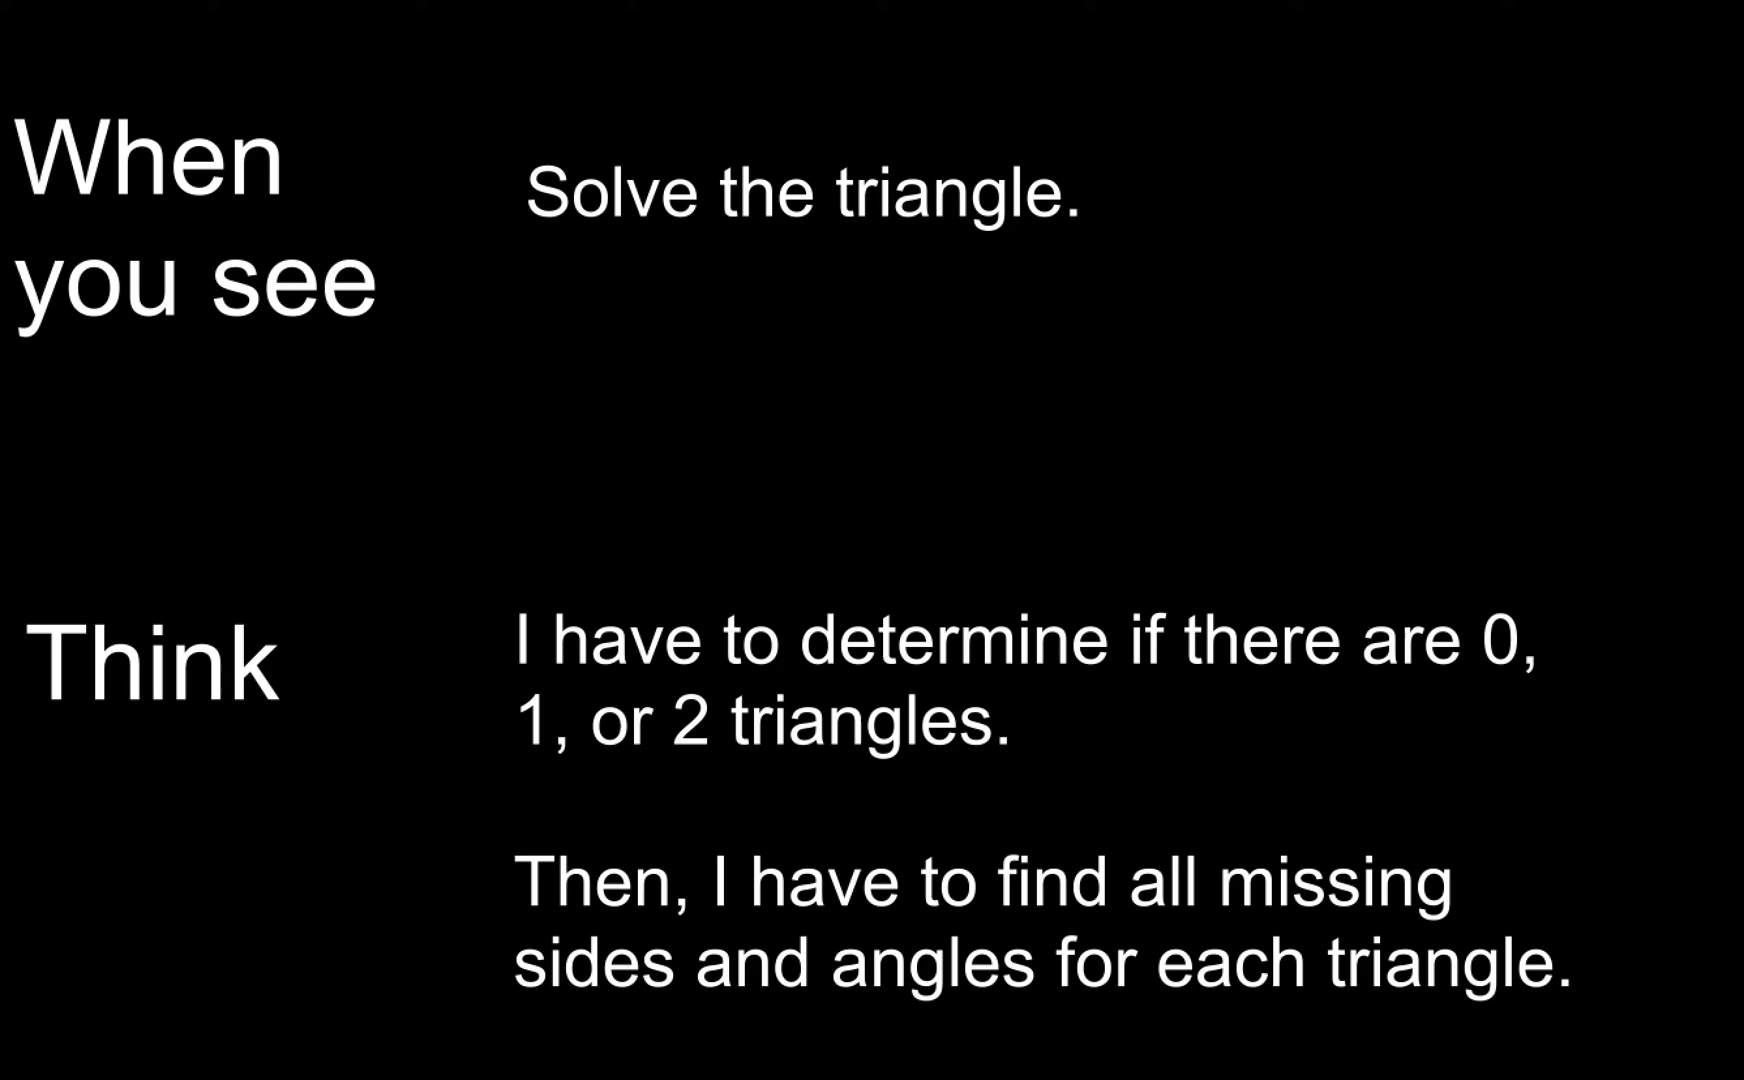 When
you see
Solve the triangle.
Think
I have to determine if there are 0,
1, or 2 triangles.
Then, I have to find all missing
sides and angles for each triangle.